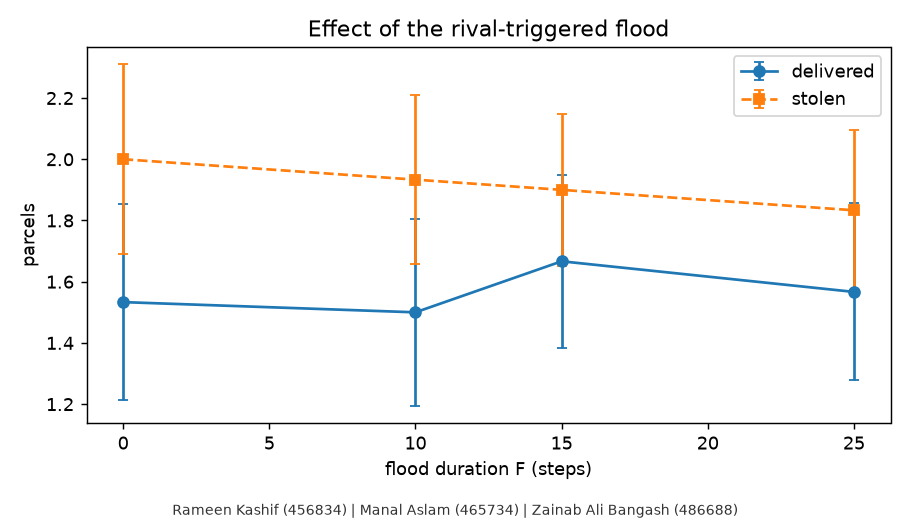 Effect of the rival-triggered flood
delivered
stolen
parcels
2.2
2.0
1.8
1.6
1.4
1.2
0 5 10 15 20 25
flood duration F (steps)
Rameen Kashif (456834) | Manal Aslam (465734) | Zainab Ali Bangash (486688)